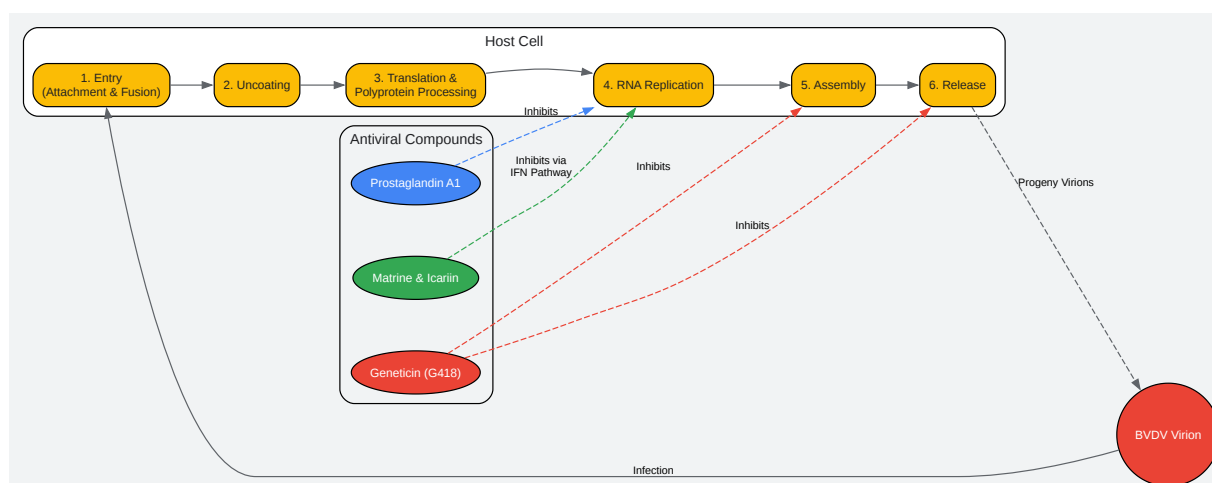 Host Cell
1. Entry
(Attachment & Fusion)
2. Uncoating
3. Translation &
Polyprotein Processing
4. RNA Replication
5. Assembly
6. Release
Inhibits
Antiviral Compounds
Prostaglandin A1
Inhibits via
IFN Pathway
Inhibits
Progeny Virions
Inhibits
Matrine & Icariin
Geneticin (G418)
BVDV Virion
Infection